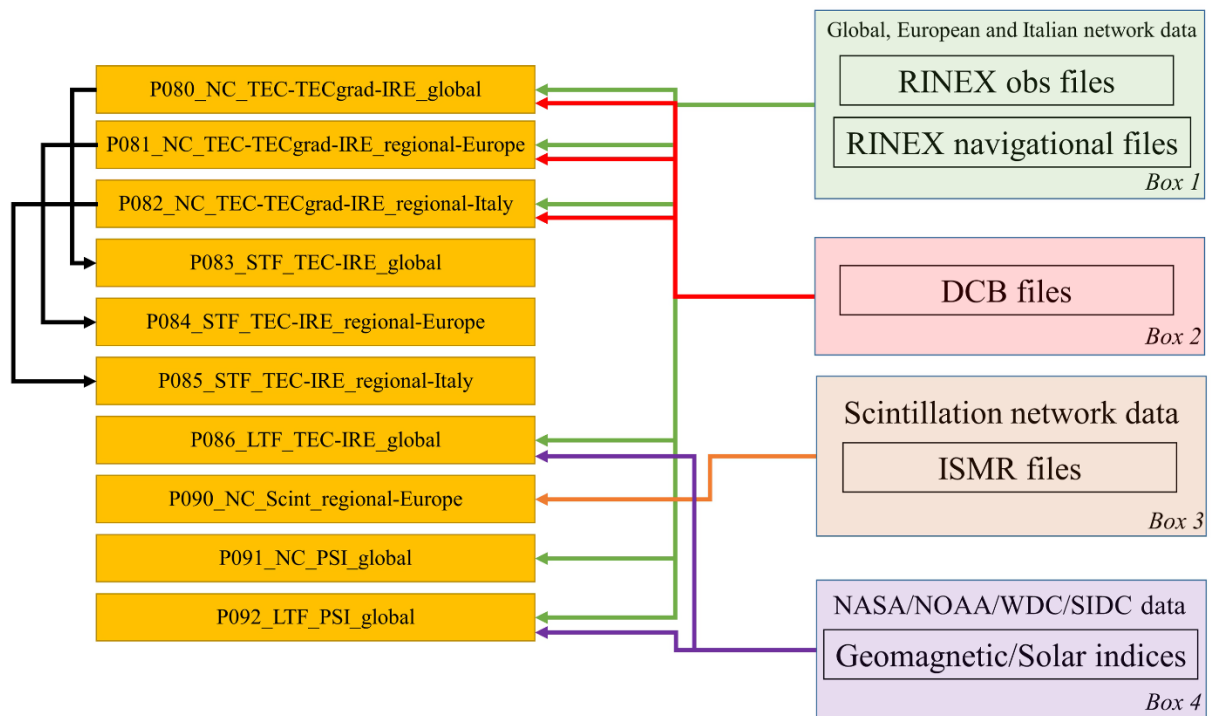 P080_NC_TEC-TECgrad-IRE_global
P081_NC_TEC-TECgrad-IRE_regional-Europe
P082_NC_TEC-TECgrad-IRE_regional-Italy
P083_STF_TEC-IRE_global
P084_STF_TEC-IRE_regional-Europe
P085_STF_TEC-IRE_regional-Italy
P086_LTF_TEC-IRE_global
P090_NC_Scint_regional-Europe
P091_NC_PSI_global
P092_LTF_PSI_global
Global, European and Italian network data
RINEX obs files
RINEX navigational files
Box 1
DCB files
Box 2
Scintillation network data
ISMR files
Box 3
NASA/NOAA/WDC/SIDC data
Geomagnetic/Solar indices
Box 4